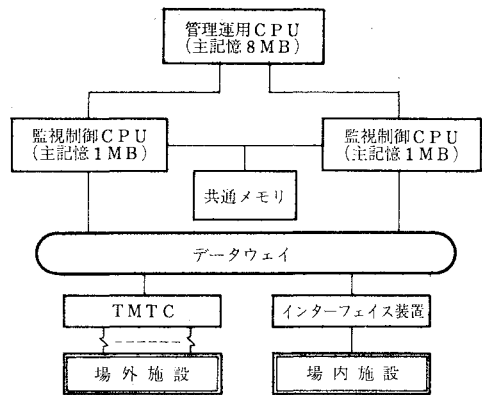 管理運用CPU
(主記憶8MB)
監視制御CPU
(主記憶1MB)
監視制御CPU
(主記憶1MB)
共通メモリ
データウェイ
TMTC
インターフェイス装置
場外施設
場内施設